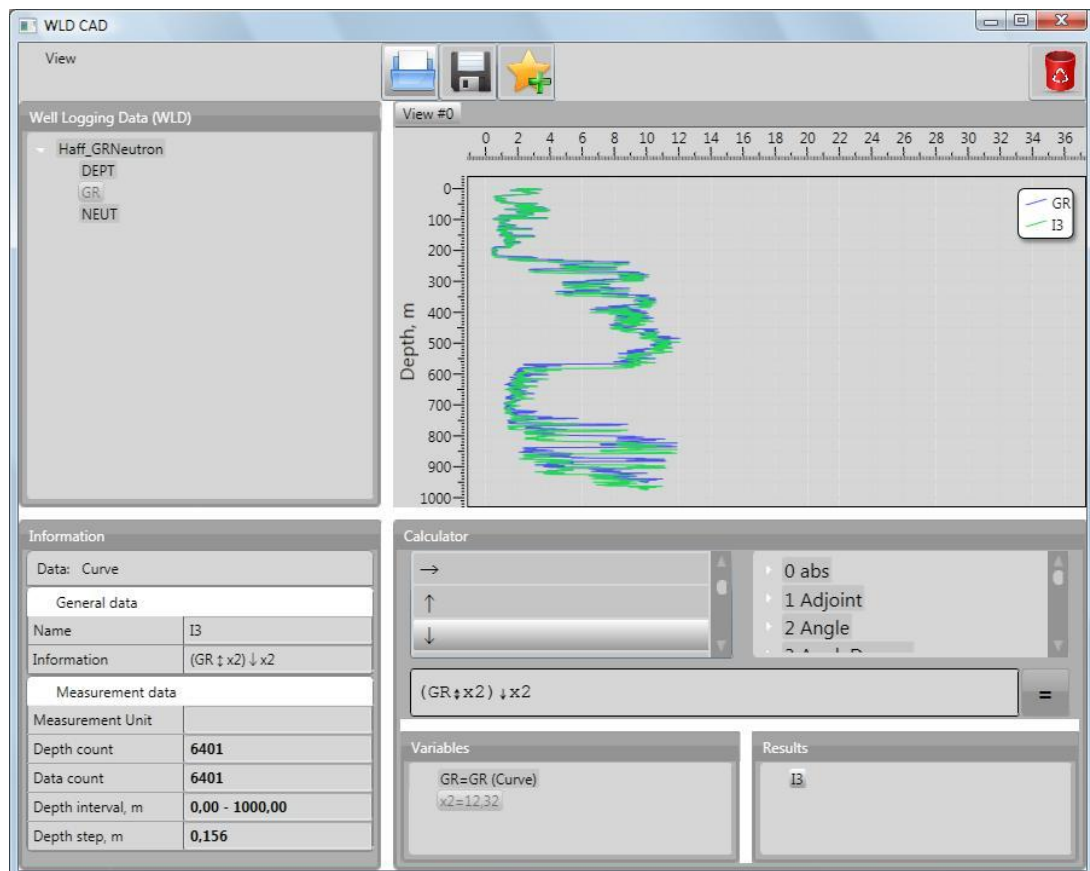 WLD CAD
View
Well Logging Data (WLD)
Haff_GRNeutron
DEPT
GR
NEUT
View #0
0 2 4 6 8 10 12 14 16 18 20 22 24 26 28 30 32 34 36
Depth, m
0
100
200
300
400
500
600
700
800
900
1000
GR
I3
Information
Data: Curve
General data
Name I3
Information (GR ↕ x2) ↓ x2
Measurement data
Measurement Unit
Depth count 6401
Data count 6401
Depth interval, m 0,00 - 1000,00
Depth step, m 0,156
Calculator
→
↑
↓
0 abs
1 Adjoint
2 Angle
(GR↕x2)↓x2
=
Variables
GR=GR (Curve)
x2=12,32
Results
I3